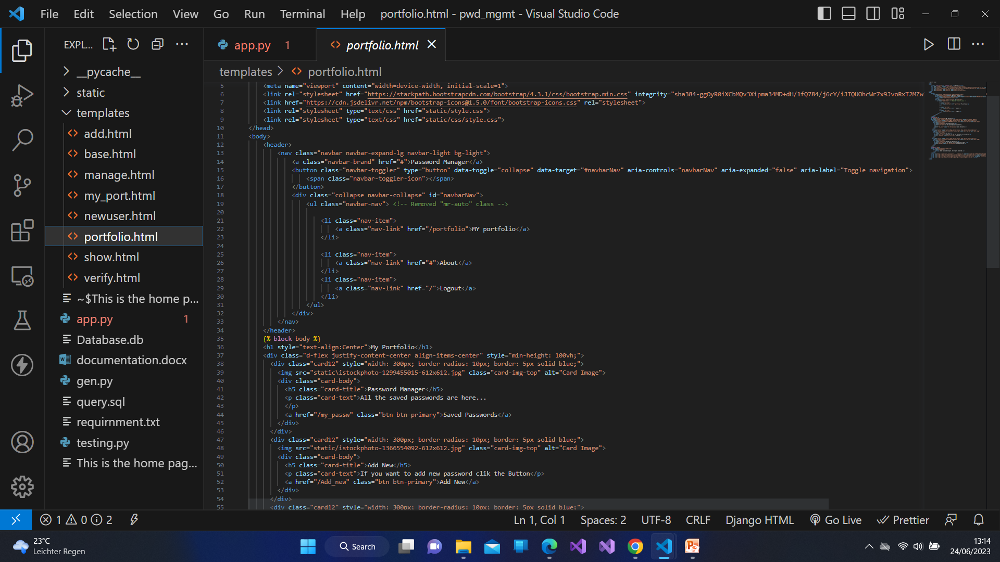 File Edit Selection View Go Run Terminal Help portfolio.html - pwd_mgmt - Visual Studio Code
EXPL...
app.py 1
portfolio.html
templates > portfolio.html
__pycache__
static
templates
add.html
base.html
manage.html
my_port.html
newuser.html
portfolio.html
show.html
verify.html
~$This is the home p...
app.py 1
Database.db
documentation.docx
gen.py
query.sql
requirnment.txt
testing.py
This is the home pag...
5 <meta name="viewport" content="width=device-width, initial-scale=1">
6 <link rel="stylesheet" href="https://stackpath.bootstrapcdn.com/bootstrap/4.3.1/css/bootstrap.min.css" integrity="sha384-ggOyR0iXCbMQv3Xipma34MD+dH/1fQ784/j6cY/iJTQUOhcWr7x9JvoRxT2MZw1
7 <link href="https://cdn.jsdelivr.net/npm/bootstrap-icons@1.5.0/font/bootstrap-icons.css" rel="stylesheet">
8 <link rel="stylesheet" type="text/css" href="static/style.css">
9 <link rel="stylesheet" type="text/css" href="static/css/style.css">
10 </head>
11 <body>
12 <header>
13 <nav class="navbar navbar-expand-lg navbar-light bg-light">
14 <a class="navbar-brand" href="#">Password Manager</a>
15 <button class="navbar-toggler" type="button" data-toggle="collapse" data-target="#navbarNav" aria-controls="navbarNav" aria-expanded="false" aria-label="Toggle navigation">
16 <span class="navbar-toggler-icon"></span>
17 </button>
18 <div class="collapse navbar-collapse" id="navbarNav">
19 <ul class="navbar-nav"> <!-- Removed "mr-auto" class -->
20
21 <li class="nav-item">
22 <a class="nav-link" href="/portfolio">MY portfolio</a>
23 </li>
24
25 <li class="nav-item">
26 <a class="nav-link" href="#">About</a>
27 </li>
28 <li class="nav-item">
29 <a class="nav-link" href="/">Logout</a>
30 </li>
31 </ul>
32 </div>
33 </nav>
34 </header>
35 {% block body %}
36 <h1 style="text-align:Center">My Portfolio</h1>
37 <div class="d-flex justify-content-center align-items-center" style="min-height: 100vh;">
38 <div class="card12" style="width: 300px; border-radius: 10px; border: 5px solid blue;">
39 <img src="static\istockphoto-1299455015-612x612.jpg" class="card-img-top" alt="Card Image">
40 <div class="card-body">
41 <h5 class="card-title">Password Manager</h5>
42 <p class="card-text">All the saved passwords are here...
43 </p>
44 <a href="/my_passw" class="btn btn-primary">Saved Passwords</a>
45 </div>
46 </div>
47 <div class="card12" style="width: 300px; border-radius: 10px; border: 5px solid blue;">
48 <img src="static/istockphoto-1366554092-612x612.jpg" class="card-img-top" alt="Card Image">
49 <div class="card-body">
50 <h5 class="card-title">Add New</h5>
51 <p class="card-text">If you want to add new password clik the Button</p>
52 <a href="/Add_new" class="btn btn-primary">Add New</a>
53 </div>
54 </div>
55 <div class="card12" style="width: 300px; border-radius: 10px; border: 5px solid blue;">
1 0 2 Ln 1, Col 1 Spaces: 2 UTF-8 CRLF Django HTML Go Live Prettier
23°C
Leichter Regen
Search
13:14
24/06/2023